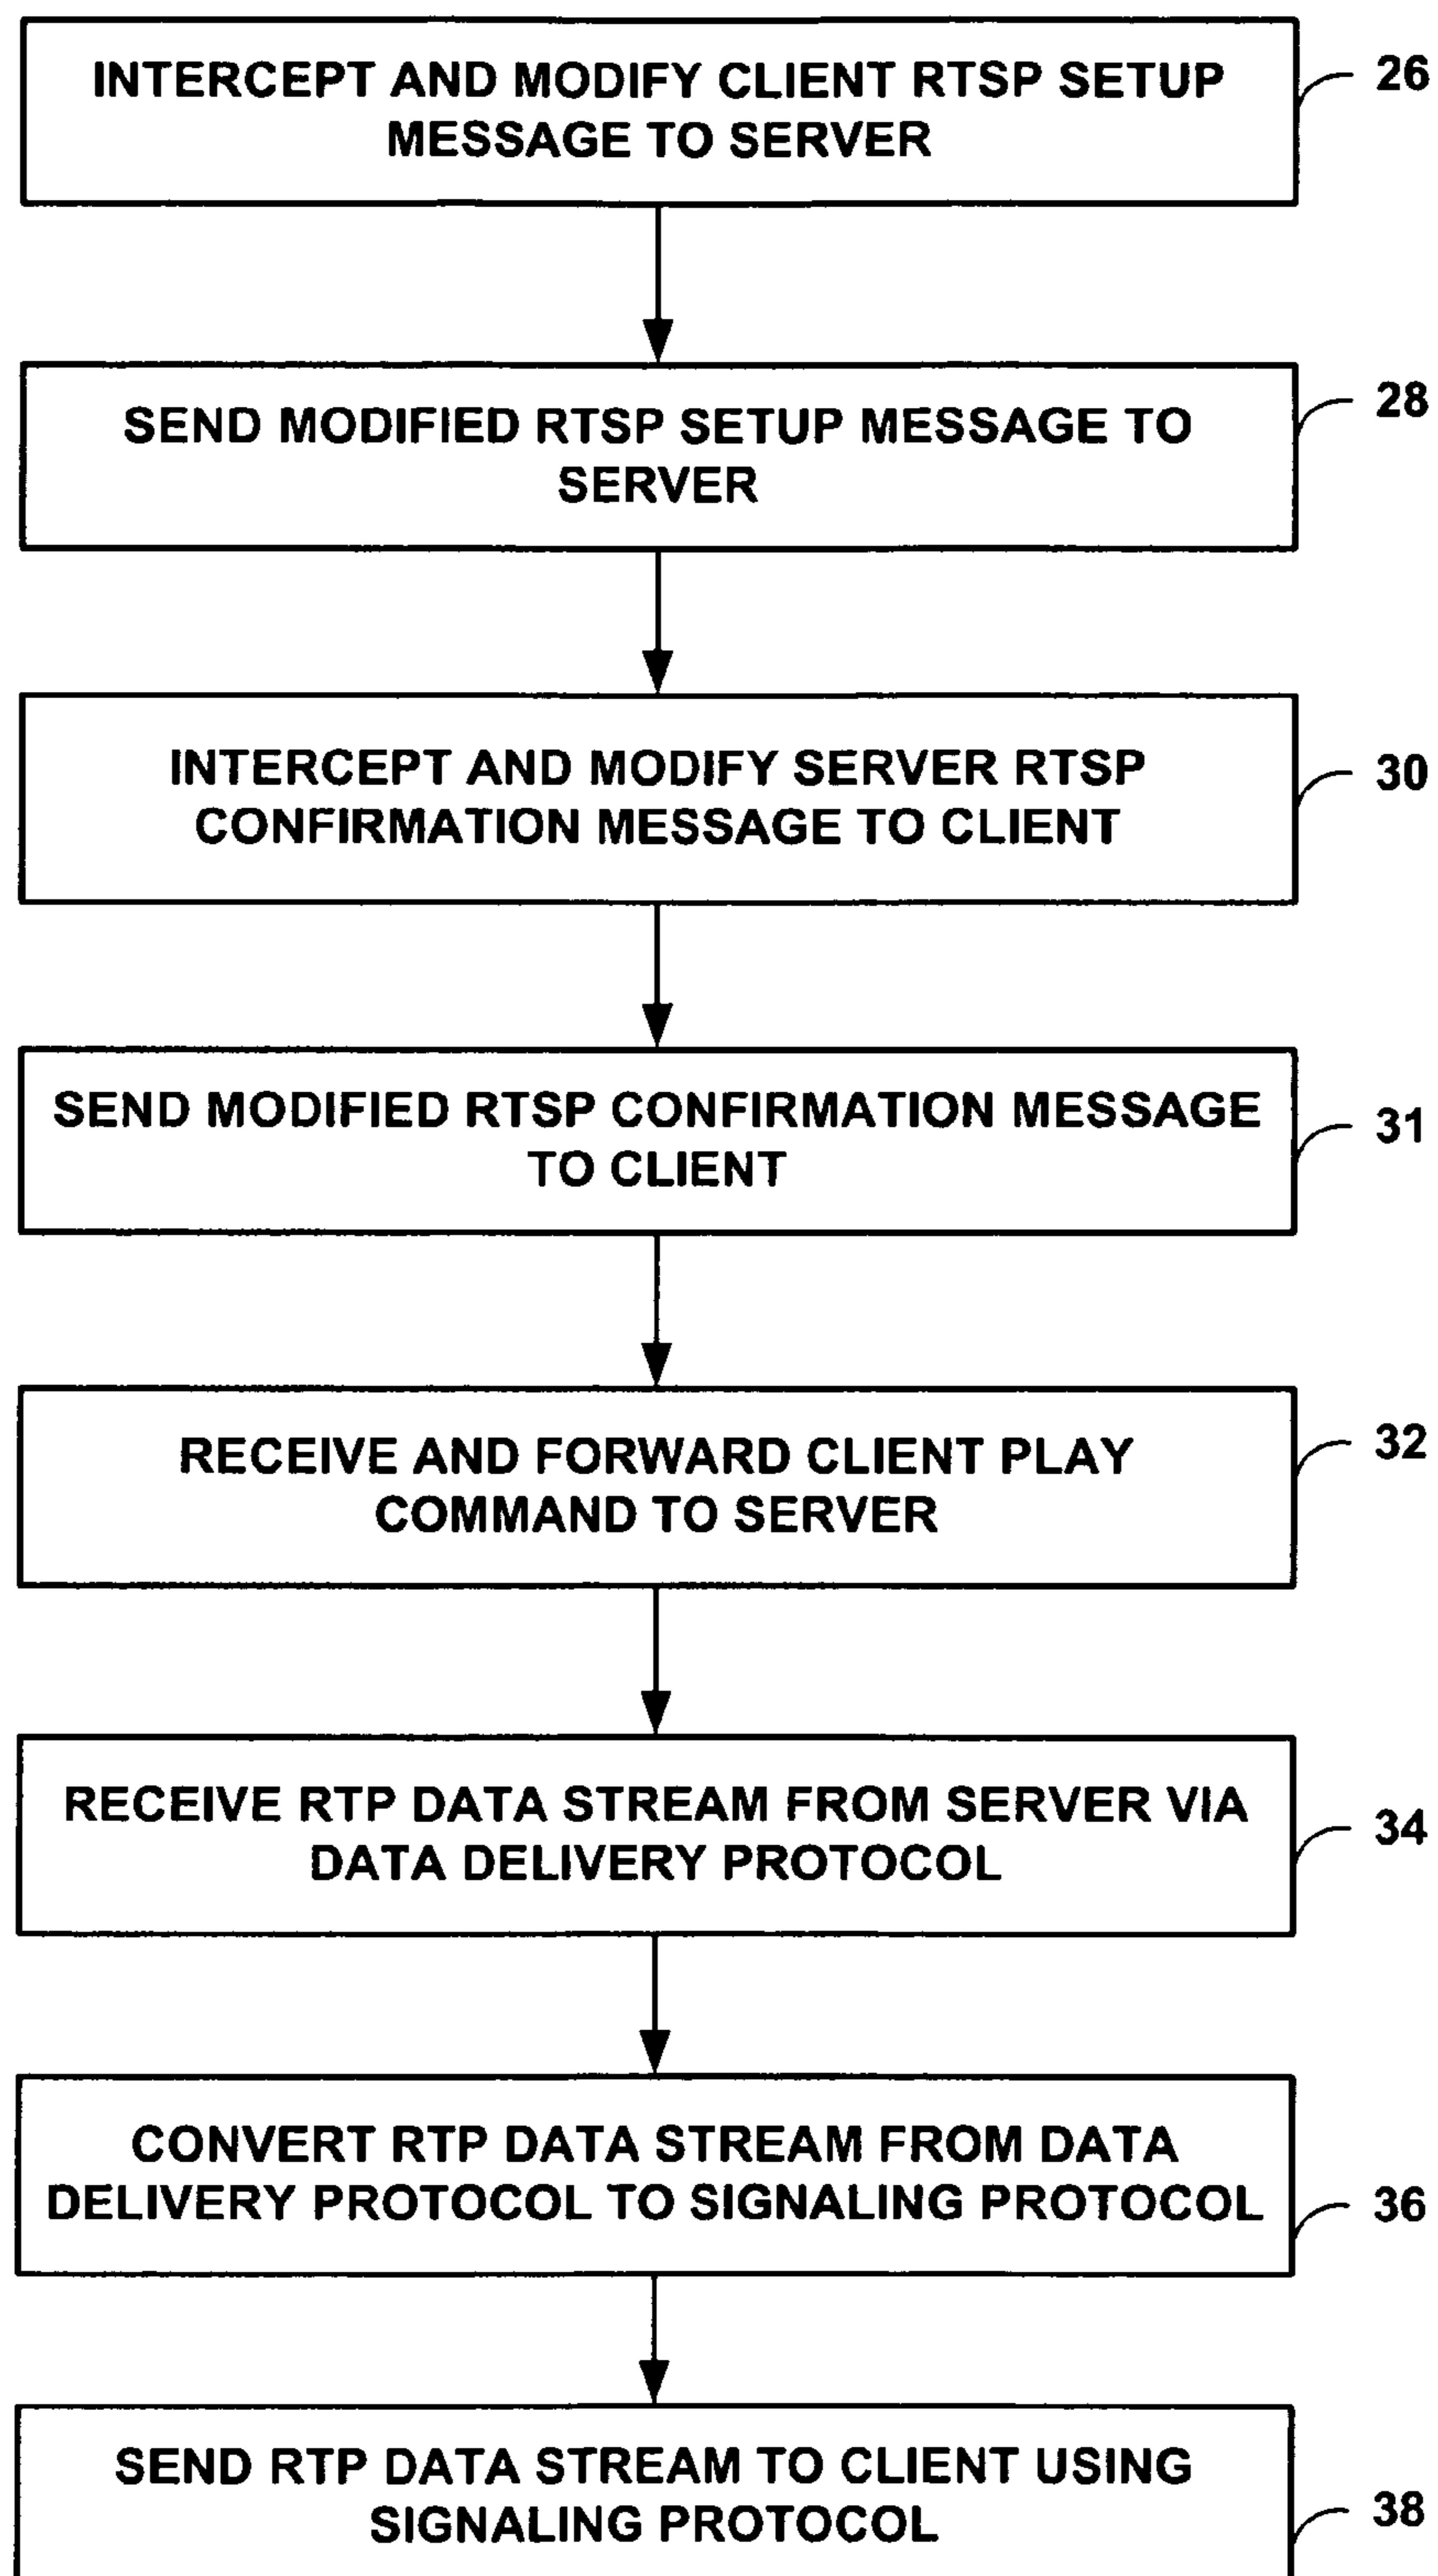 INTERCEPT AND MODIFY CLIENT RTSP SETUP
MESSAGE TO SERVER
26
SEND MODIFIED RTSP SETUP MESSAGE TO
SERVER
28
INTERCEPT AND MODIFY SERVER RTSP
CONFIRMATION MESSAGE TO CLIENT
30
SEND MODIFIED RTSP CONFIRMATION MESSAGE
TO CLIENT
31
RECEIVE AND FORWARD CLIENT PLAY
COMMAND TO SERVER
32
RECEIVE RTP DATA STREAM FROM SERVER VIA
DATA DELIVERY PROTOCOL
34
CONVERT RTP DATA STREAM FROM DATA
DELIVERY PROTOCOL TO SIGNALING PROTOCOL
36
SEND RTP DATA STREAM TO CLIENT USING
SIGNALING PROTOCOL
38